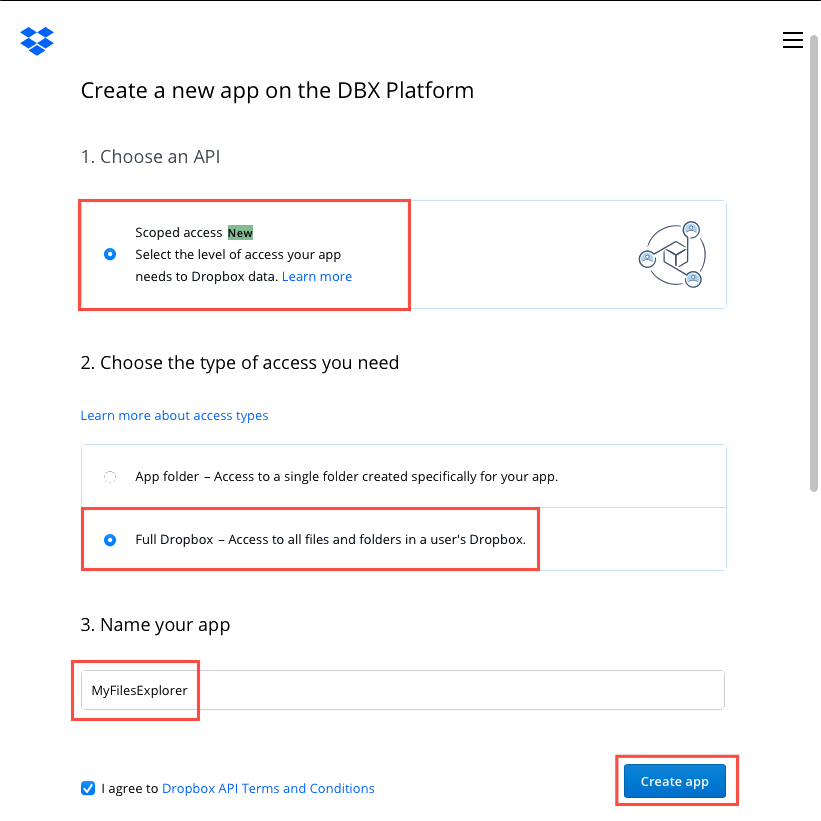 Create a new app on the DBX Platform
1. Choose an API
Scoped access New
Select the level of access your app
needs to Dropbox data. Learn more
2. Choose the type of access you need
Learn more about access types
App folder – Access to a single folder created specifically for your app.
Full Dropbox – Access to all files and folders in a user's Dropbox.
3. Name your app
MyFilesExplorer
I agree to Dropbox API Terms and Conditions
Create app